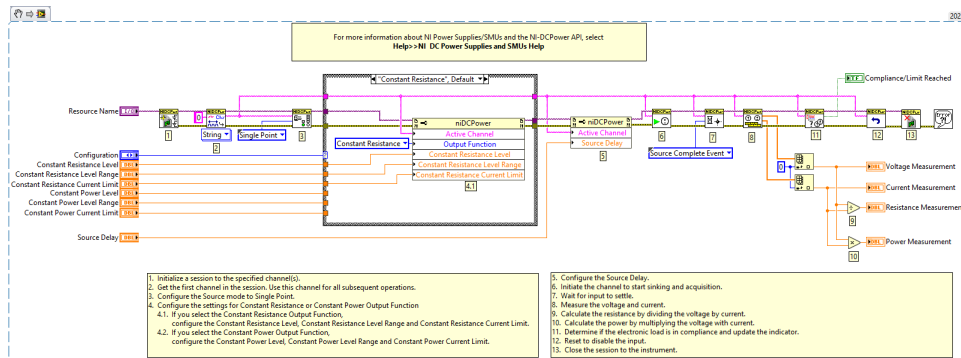 202
For more information about NI Power Supplies/SMUs and the NI-DCPower API, select
Help>>NI DC Power Supplies and SMUs Help
"Constant Resistance", Default
Compliance/Limit Reached
Resource Name
0
String
Single Point
1
2
3
niDCPower
Active Channel
Output Function
Constant Resistance
Constant Resistance Level
Constant Resistance Level Range
Constant Resistance Current Limit
4.1
niDCPower
Active Channel
Source Delay
5
6
7
8
11
12
13
Source Complete Event
0
Configuration
Constant Resistance Level
Constant Resistance Level Range
Constant Resistance Current Limit
Constant Power Level
Constant Power Level Range
Constant Power Current Limit
Source Delay
Voltage Measurement
Current Measurement
Resistance Measuremen
9
Power Measurement
10
1. Initialize a session to the specified channel(s).
2. Get the first channel in the session. Use this channel for all subsequent operations.
3. Configure the Source mode to Single Point.
4. Configure the settings for Constant Resistance or Constant Power Output Function
4.1. If you select the Constant Resistance Output Function,
configure the Constant Resistance Level, Constant Resistance Level Range and Constant Resistance Current Limit.
4.2. If you select the Constant Power Output Function,
configure the Constant Power Level, Constant Power Level Range and Constant Power Current Limit.
5. Configure the Source Delay.
6. Initiate the channel to start sinking and acquisition.
7. Wait for input to settle.
8. Measure the voltage and current.
9. Calculate the resistance by dividing the voltage by current.
10. Calculate the power by multiplying the voltage with current.
11. Determine if the electronic load is in compliance and update the indicator.
12. Reset to disable the input.
13. Close the session to the instrument.